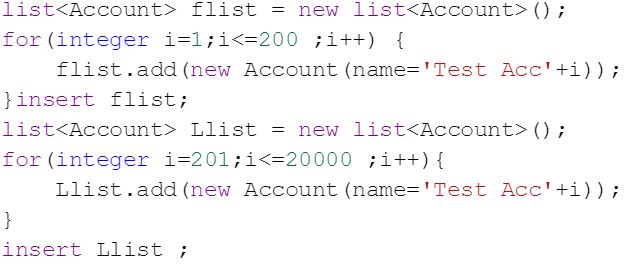 list<Account> flist = new list<Account>();
for(integer i=1;i<=200 ;i++) {
    flist.add(new Account(name='Test Acc'+i));
}insert flist;
list<Account> Llist = new list<Account>();
for(integer i=201;i<=20000 ;i++){
    Llist.add(new Account(name='Test Acc'+i));
}
insert Llist ;